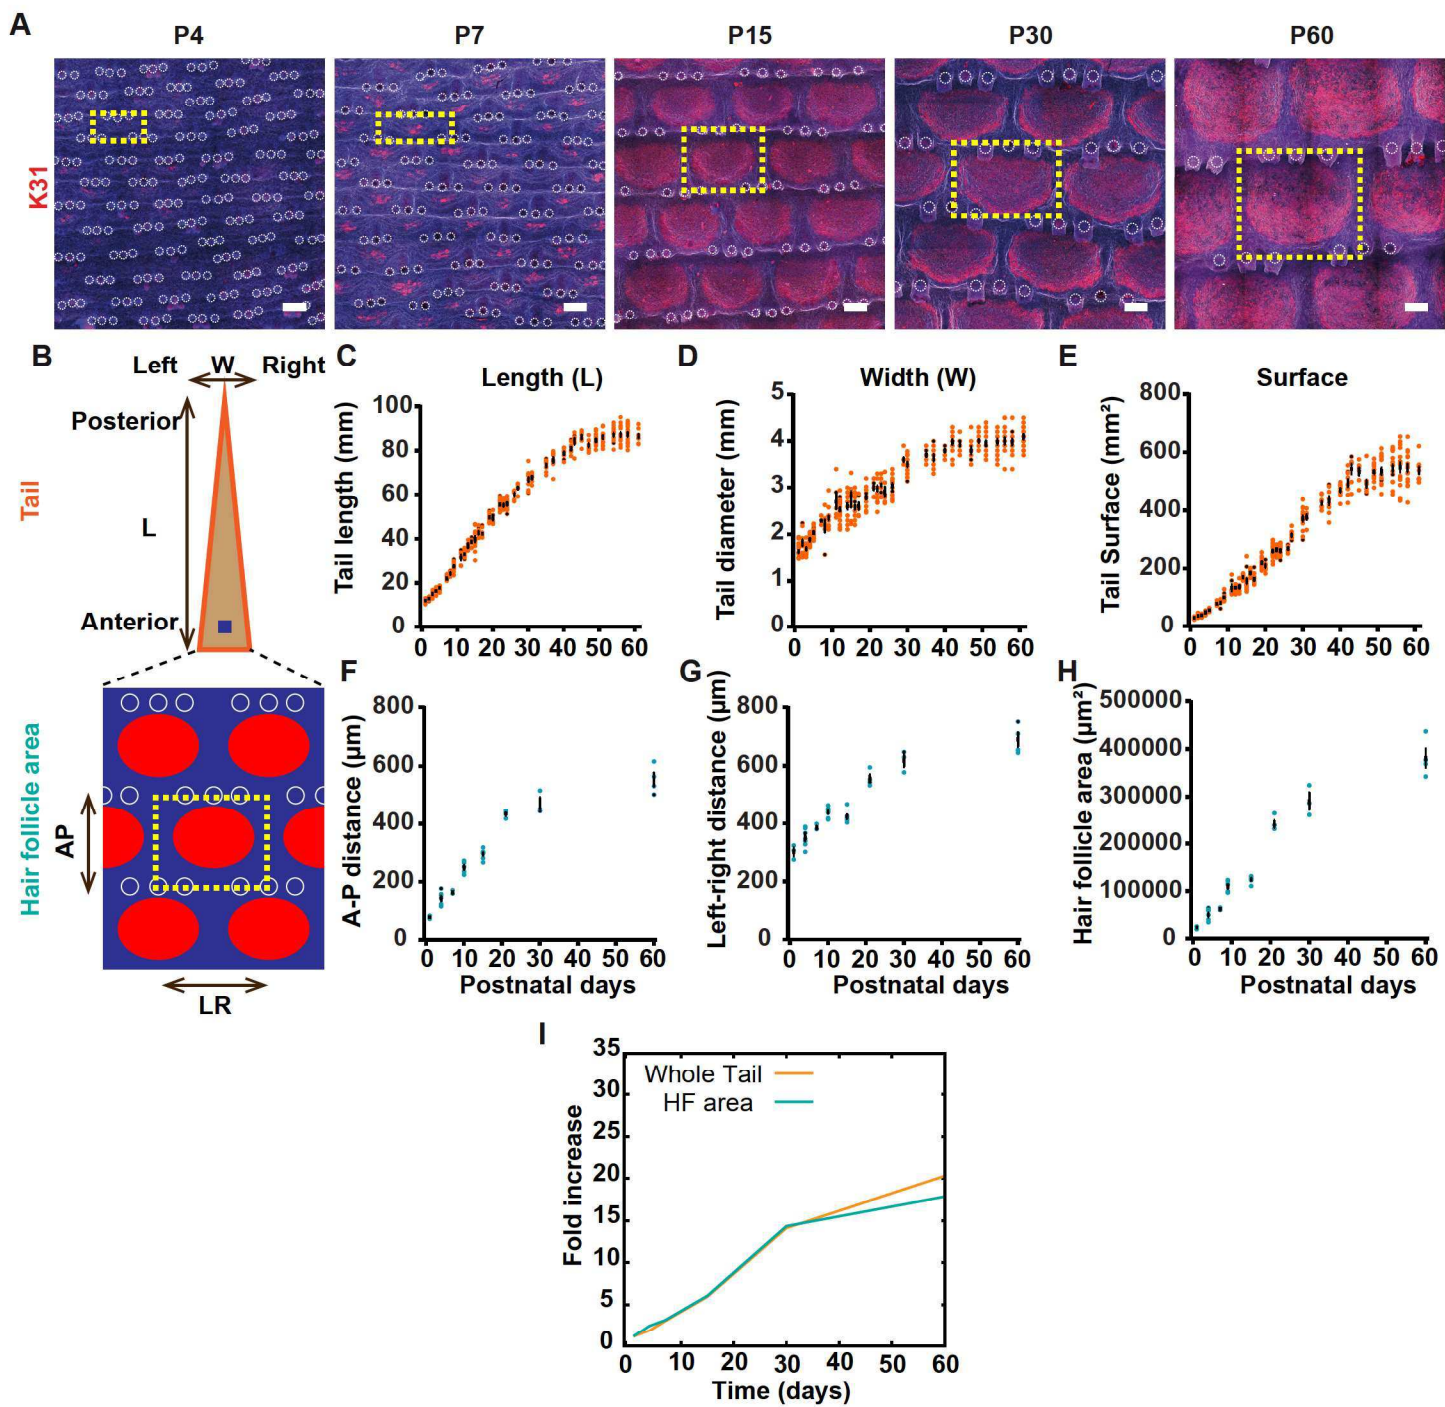 A
P4 P7 P15 P30 P60
K31
B
Left W Right
Posterior
L
Anterior
Tail
Hair follicle area
AP
LR
C
Length (L)
Tail length (mm)
100
80
60
40
20
0
0 10 20 30 40 50 60
D
Width (W)
Tail diameter (mm)
5
4
3
2
1
0
0 10 20 30 40 50 60
E
Surface
Tail Surface (mm²)
800
600
400
200
0
0 10 20 30 40 50 60
F
A-P distance (µm)
800
600
400
200
0
0 10 20 30 40 50 60
Postnatal days
G
Left-right distance (µm)
800
600
400
200
0
0 10 20 30 40 50 60
Postnatal days
H
Hair follicle area (µm²)
500000
400000
300000
200000
100000
0
0 10 20 30 40 50 60
Postnatal days
I
Fold increase
35
30
25
20
15
10
5
0
Whole Tail
HF area
0 10 20 30 30 40 50 60
Time (days)